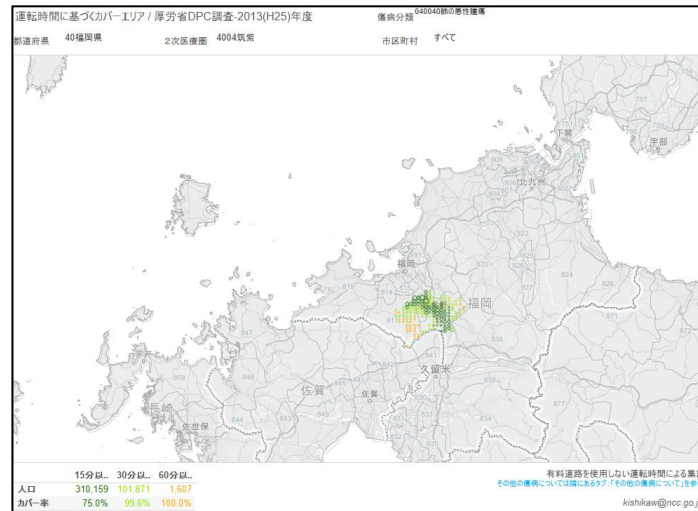 運転時間に基づくカバーエリア / 厚労省DPC調査-2013(H25)年度
傷病分類 040040肺の悪性腫瘍
都道府県 40福岡県 2次医療圏 4004筑紫 市区町村 すべて
下関
宇部
北九州
福岡
福岡
久留米
佐賀
佐賀
長崎
佐世保
15分以.. 30分以.. 60分以..
人口 310,159 101,871 1,607
カバー率 75.0% 99.6% 100.0%
有料道路を使用しない運転時間による集計
その他の傷病については隣にあるタブ:「その他の傷病について」を参
kishikaw@ncc.go.j